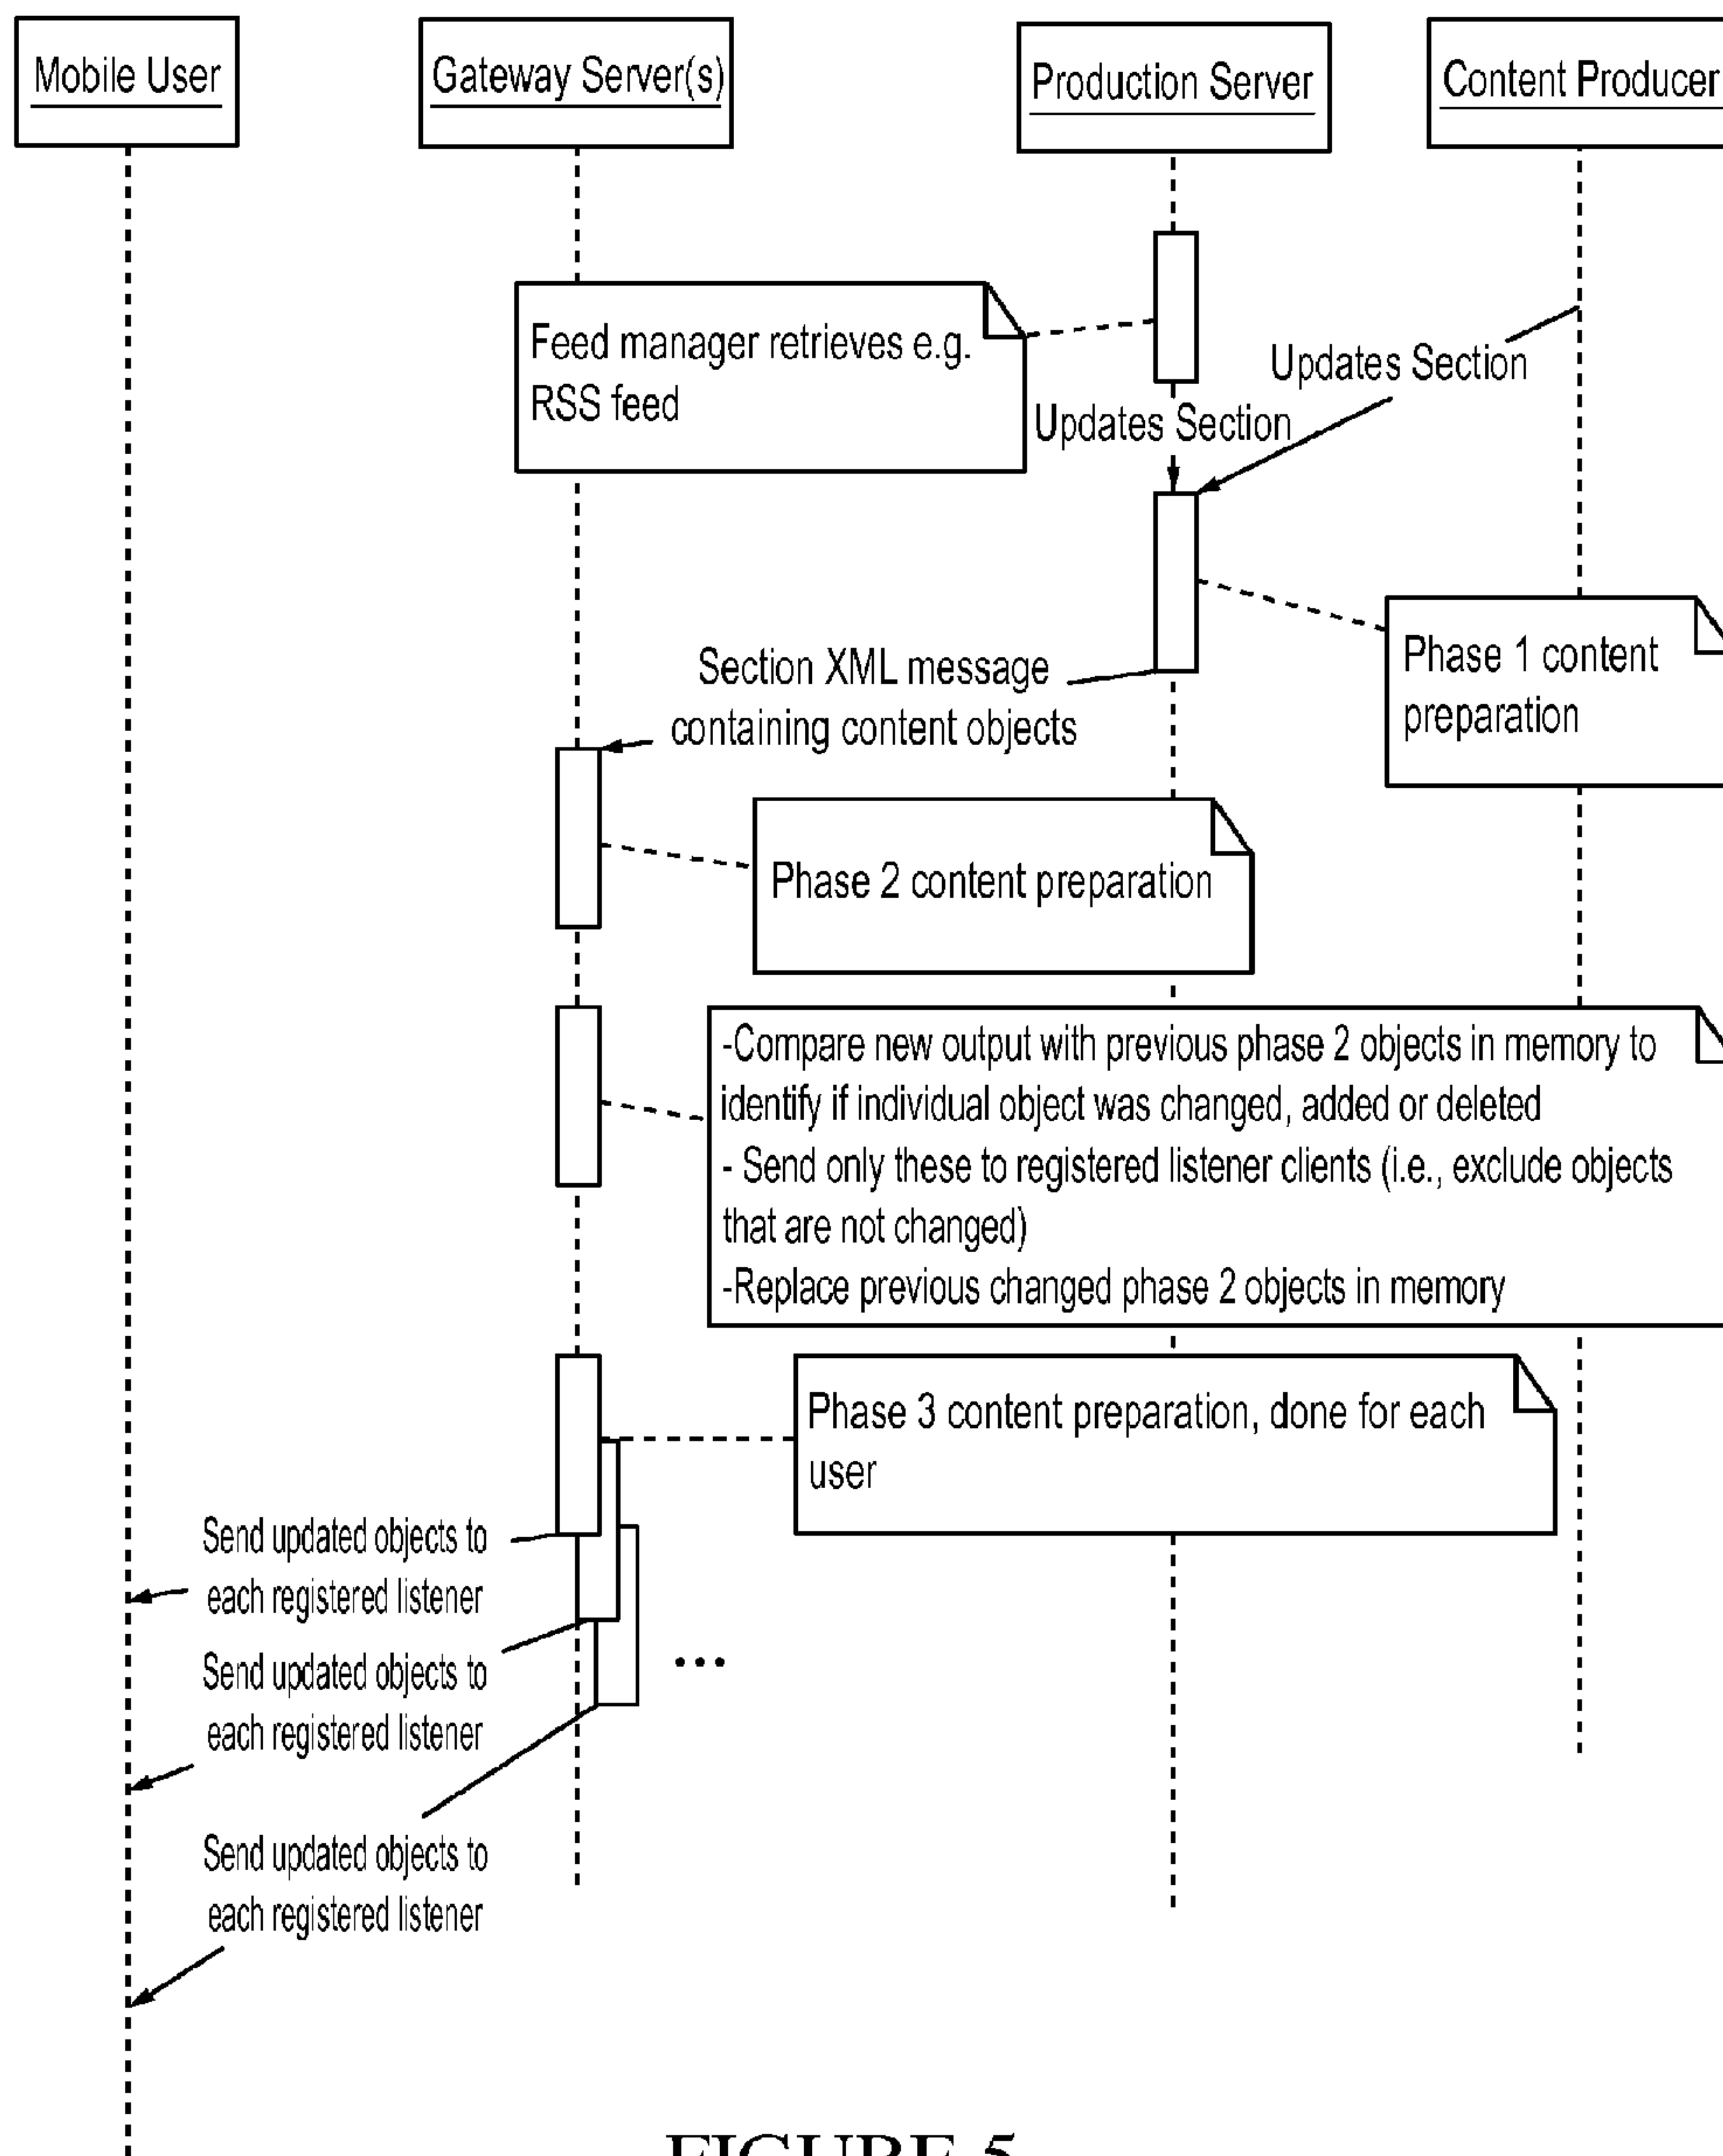 Mobile User
Gateway Server(s)
Production Server
Content Producer
Feed manager retrieves e.g.
RSS feed
Updates Section
Updates Section
Phase 1 content
preparation
Section XML message
containing content objects
Phase 2 content preparation
-Compare new output with previous phase 2 objects in memory to
identify if individual object was changed, added or deleted
- Send only these to registered listener clients (i.e., exclude objects
that are not changed)
-Replace previous changed phase 2 objects in memory
Phase 3 content preparation, done for each
user
Send updated objects to
each registered listener
Send updated objects to
each registered listener
...
Send updated objects to
each registered listener
FIGURE 5